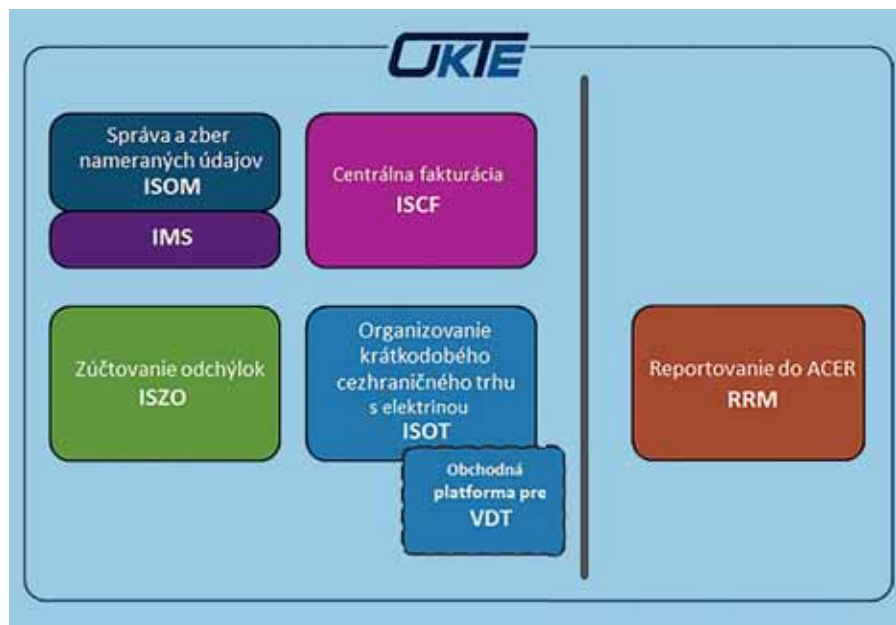 OKTE
Správa a zber
nameraných údajov
ISOM
IMS
Centrálna fakturácia
ISCF
Zúčtovanie odchýlok
ISZO
Organizovanie
krátkodobého
cezhraničného trhu
s elektrinou
ISOT
Obchodná
platforma pre
VDT
Reportovanie do ACER
RRM